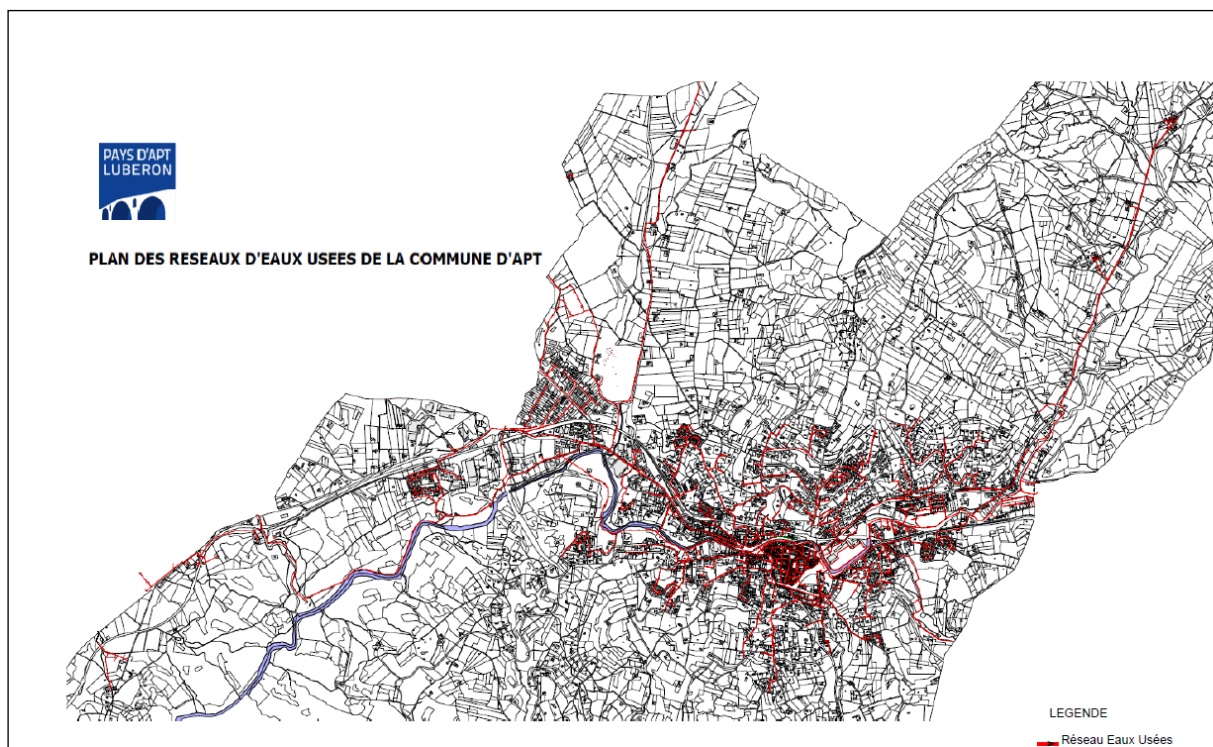 PAYS D'APT
LUBERON
PLAN DES RESEAUX D'EAUX USEES DE LA COMMUNE D'APT
LEGENDE
Réseau Eaux Usées